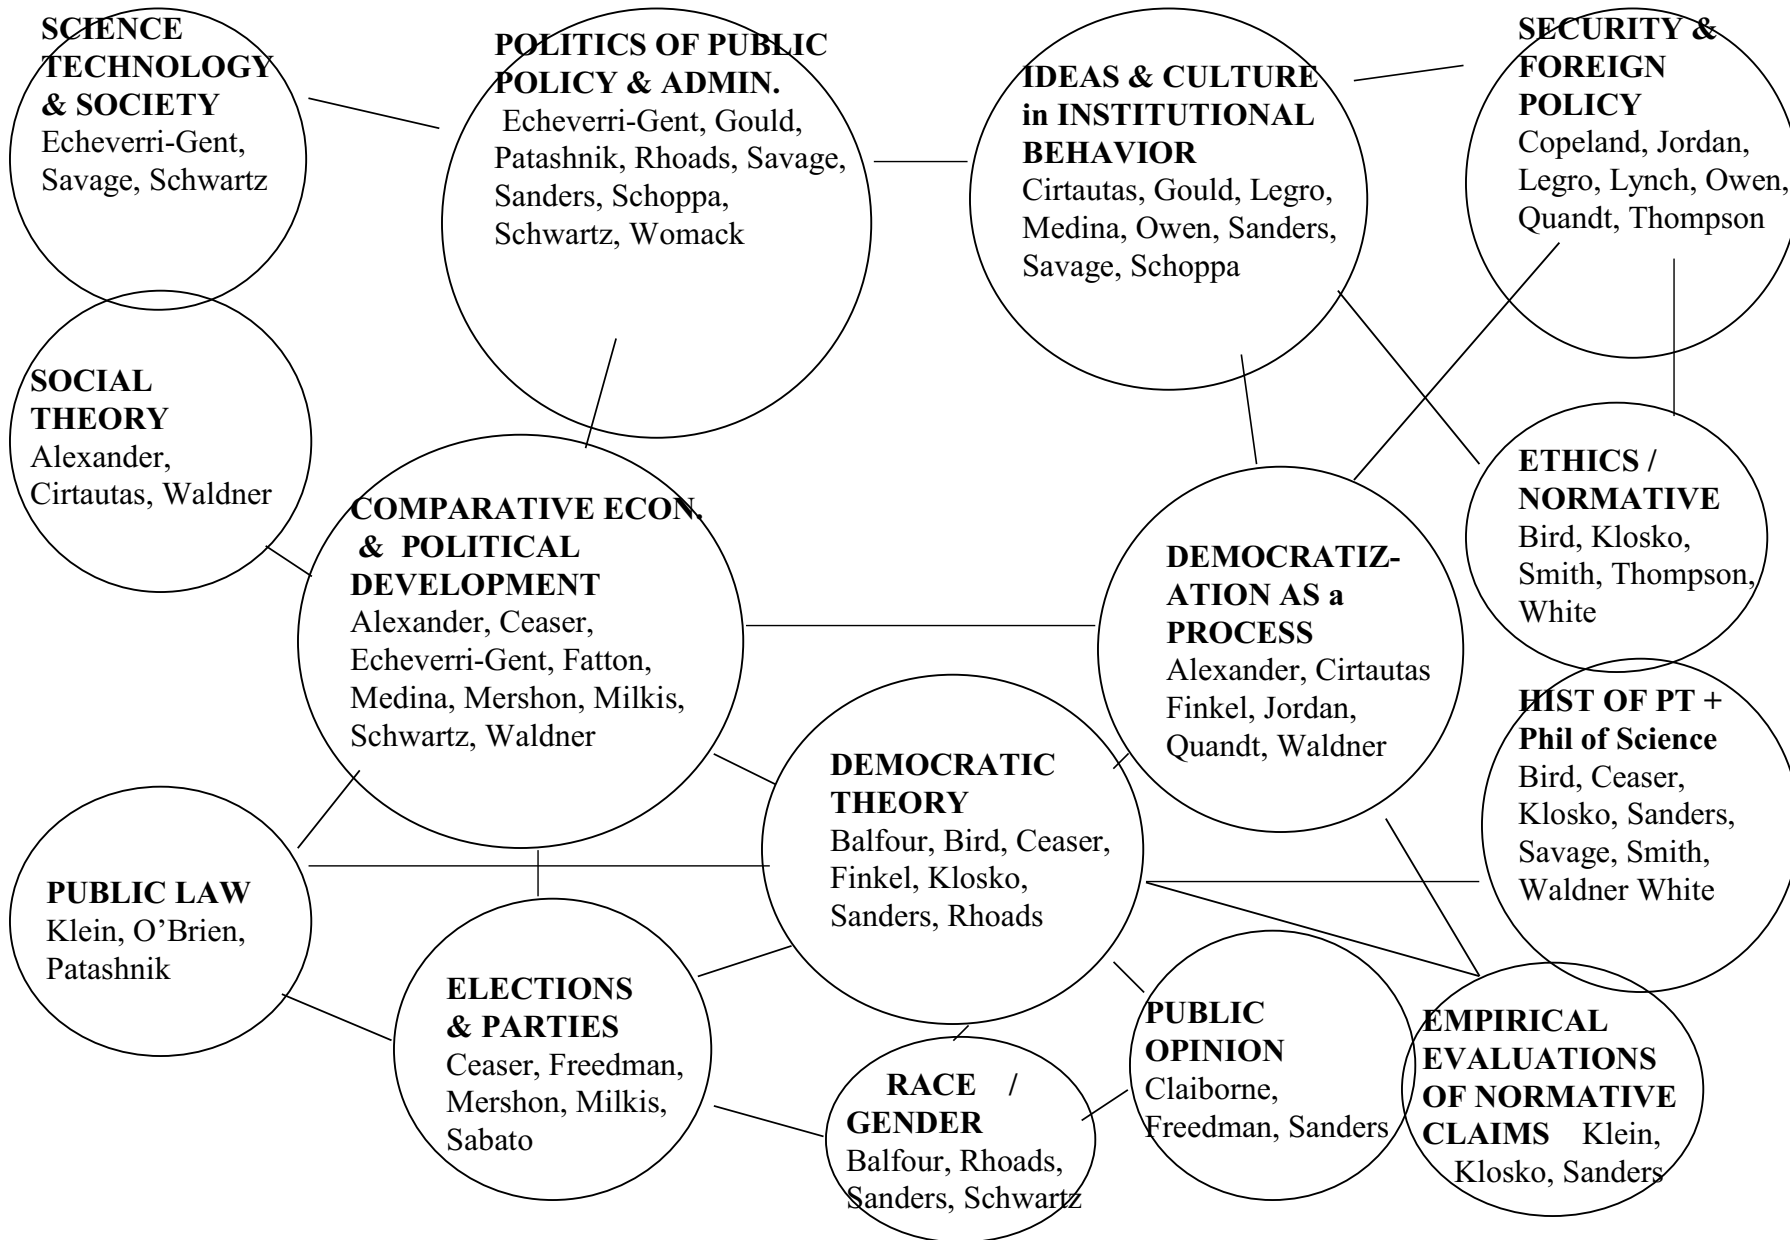 SCIENCE
TECHNOLOGY
& SOCIETY
Echeverri-Gent,
Savage, Schwartz
POLITICS OF PUBLIC
POLICY & ADMIN.
Echeverri-Gent, Gould,
Patashnik, Rhoads, Savage,
Sanders, Schoppa,
Schwartz, Womack
IDEAS & CULTURE
in INSTITUTIONAL
BEHAVIOR
Cirtautas, Gould, Legro,
Medina, Owen, Sanders,
Savage, Schoppa
SECURITY &
FOREIGN
POLICY
Copeland, Jordan,
Legro, Lynch, Owen,
Quandt, Thompson
SOCIAL
THEORY
Alexander,
Cirtautas, Waldner
COMPARATIVE ECON.
& POLITICAL
DEVELOPMENT
Alexander, Ceaser,
Echeverri-Gent, Fatton,
Medina, Mershon, Milkis,
Schwartz, Waldner
DEMOCRATIZ-
ATION AS a
PROCESS
Alexander, Cirtautas
Finkel, Jordan,
Quandt, Waldner
ETHICS /
NORMATIVE
Bird, Klosko,
Smith, Thompson,
White
HIST OF PT +
Phil of Science
Bird, Ceaser,
Klosko, Sanders,
Savage, Smith,
Waldner White
DEMOCRATIC
THEORY
Balfour, Bird, Ceaser,
Finkel, Klosko,
Sanders, Rhoads
PUBLIC LAW
Klein, O’Brien,
Patashnik
ELECTIONS
& PARTIES
Ceaser, Freedman,
Mershon, Milkis,
Sabato
RACE /
GENDER
Balfour, Rhoads,
Sanders, Schwartz
PUBLIC
OPINION
Claiborne,
Freedman, Sanders
EMPIRICAL
EVALUATIONS
OF NORMATIVE
CLAIMS Klein,
Klosko, Sanders